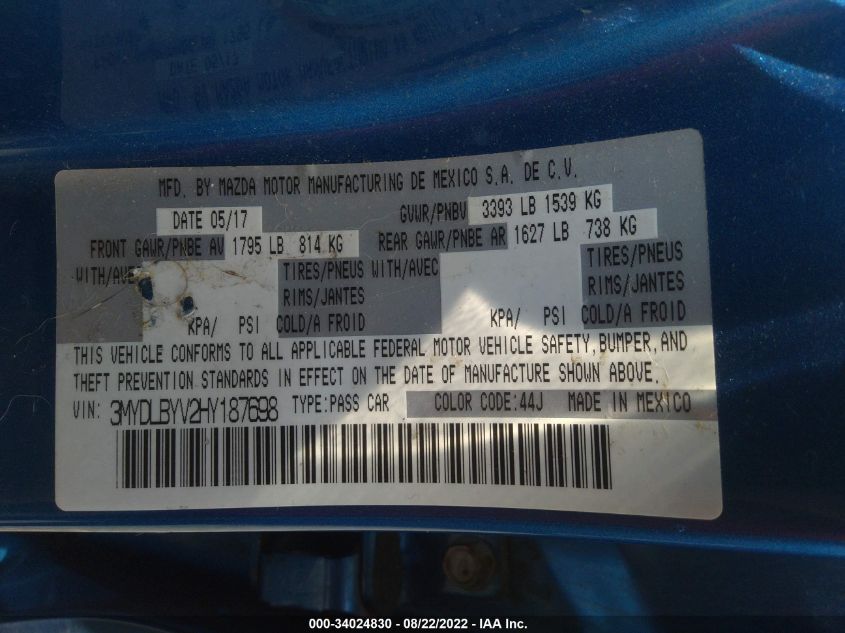 MFD. BY MAZDA MOTOR MANUFACTURING DE MEXICO S.A. DE C.V.
DATE 05/17 GVWR/PNBV 3393 LB 1539 KG
FRONT GAWR/PNBE AV 1795 LB 814 KG REAR GAWR/PNBE AR 1627 LB 738 KG
WITH/AVEC TIRES/PNEUS WITH/AVEC TIRES/PNEUS
RIMS/JANTES RIMS/JANTES
KPA/ PSI COLD/A FROID KPA/ PSI COLD/A FROID
THIS VEHICLE CONFORMS TO ALL APPLICABLE FEDERAL MOTOR VEHICLE SAFETY, BUMPER, AND
THEFT PREVENTION STANDARDS IN EFFECT ON THE DATE OF MANUFACTURE SHOWN ABOVE.
VIN: 3MYDLBYV2HY187698 TYPE:PASS CAR COLOR CODE:44J MADE IN MEXICO
000-34024830 - 08/22/2022 - IAA Inc.